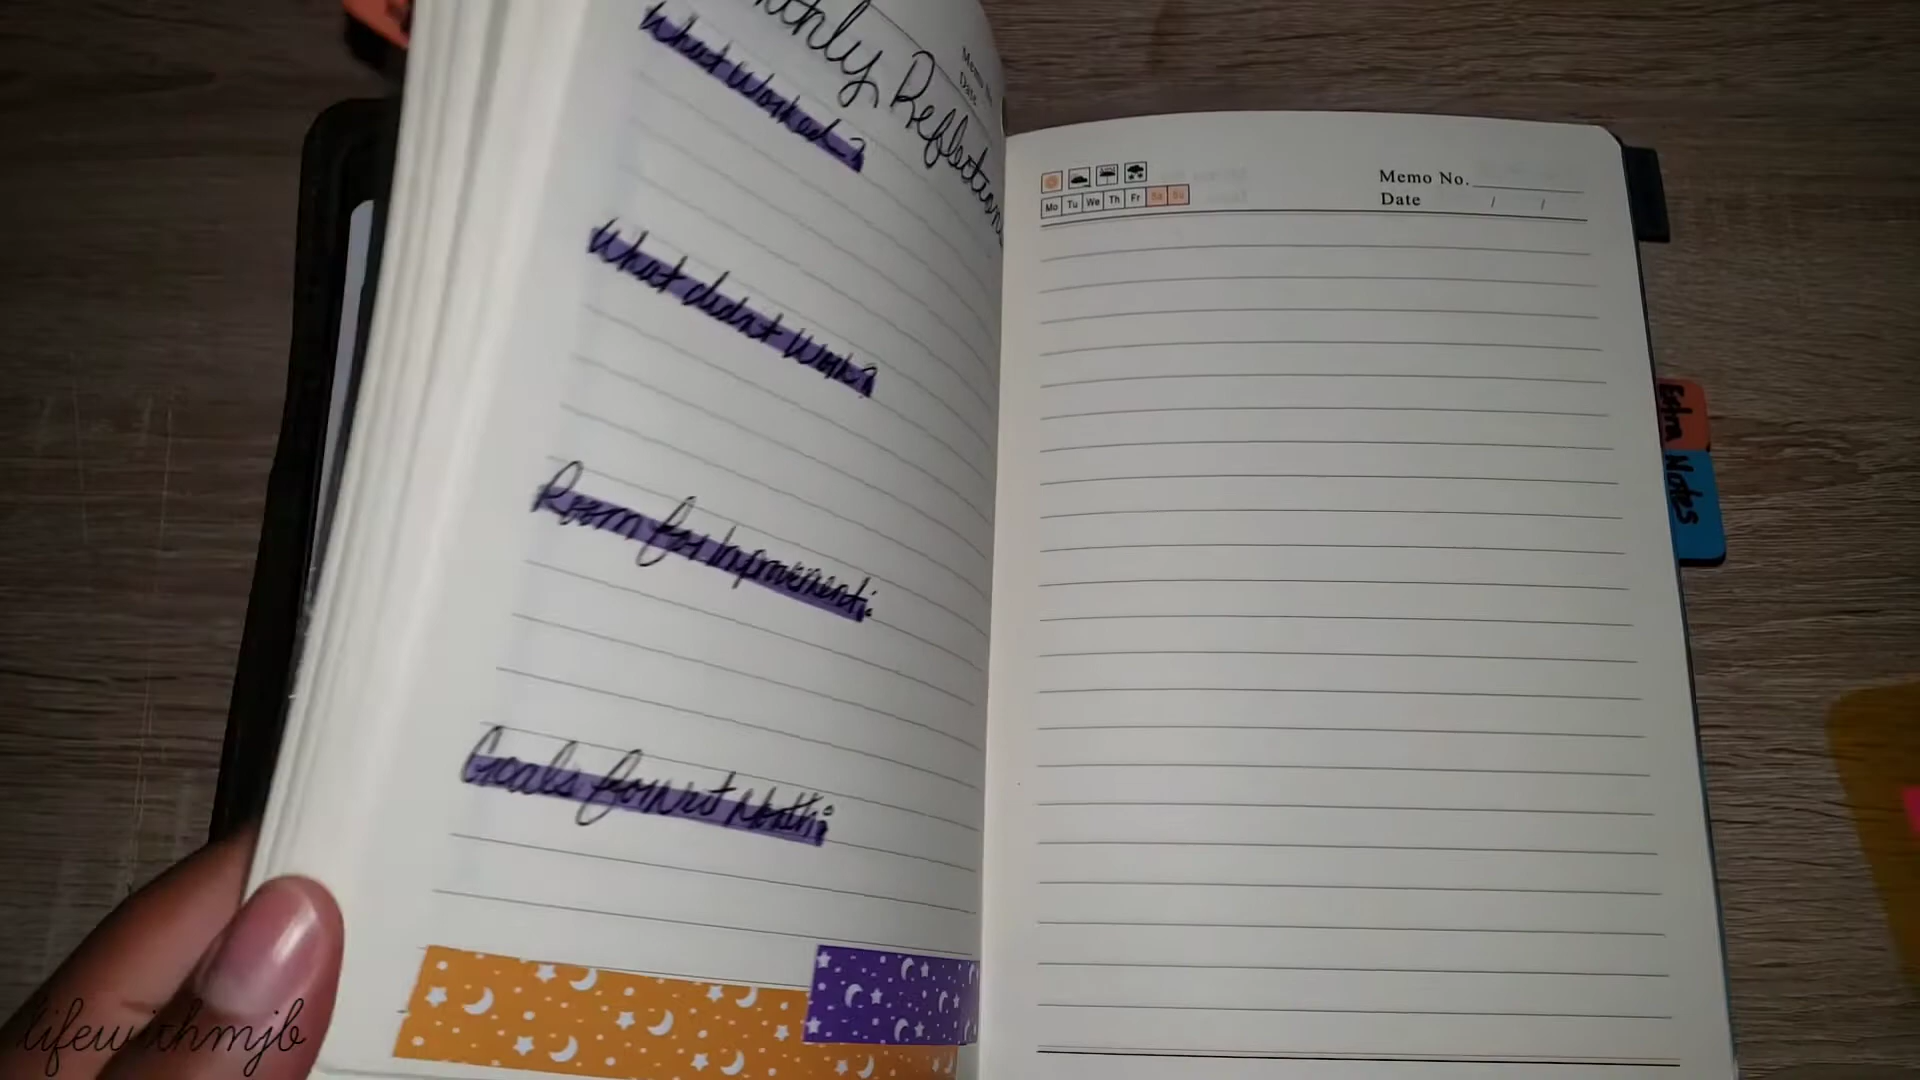 Monthly Reflections
What Worked?
What didn't Work?
Room for Improvement:
Goals for Next Month:
Memo No.
Date
Memo No.
Date / /
Mo Tu We Th Fr Sa Su
Extra Notes
lifewithmjb